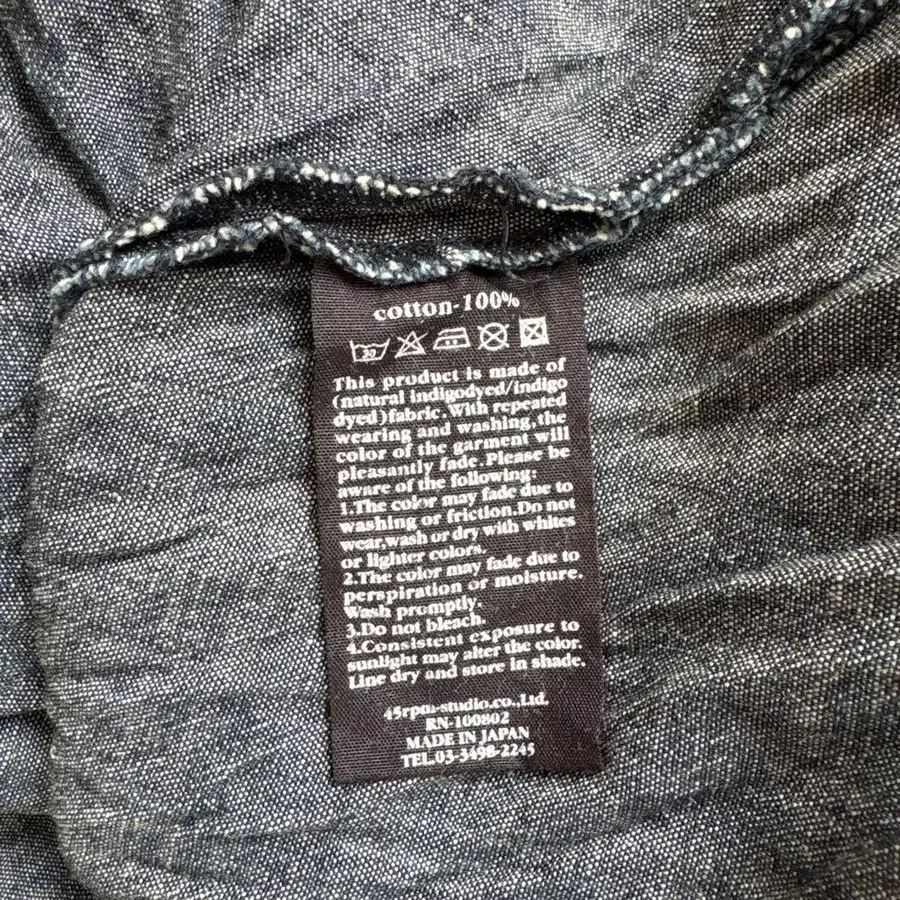 cotton-100%
30
This product is made of
(natural indigodyed/indigo
dyed)fabric.With repeated
wearing and washing,the
color of the garment will
pleasantly fade.Please be
aware of the following:
1.The color may fade due to
washing or friction.Do not
wear,wash or dry with whites
or lighter colors.
2.The color may fade due to
perspiration or moisture.
Wash promptly.
3.Do not bleach.
4.Consistent exposure to
sunlight may alter the color.
Line dry and store in shade.
45rpm-studio.co.,Ltd.
RN-100802
MADE IN JAPAN
TEL.03-3498-2245